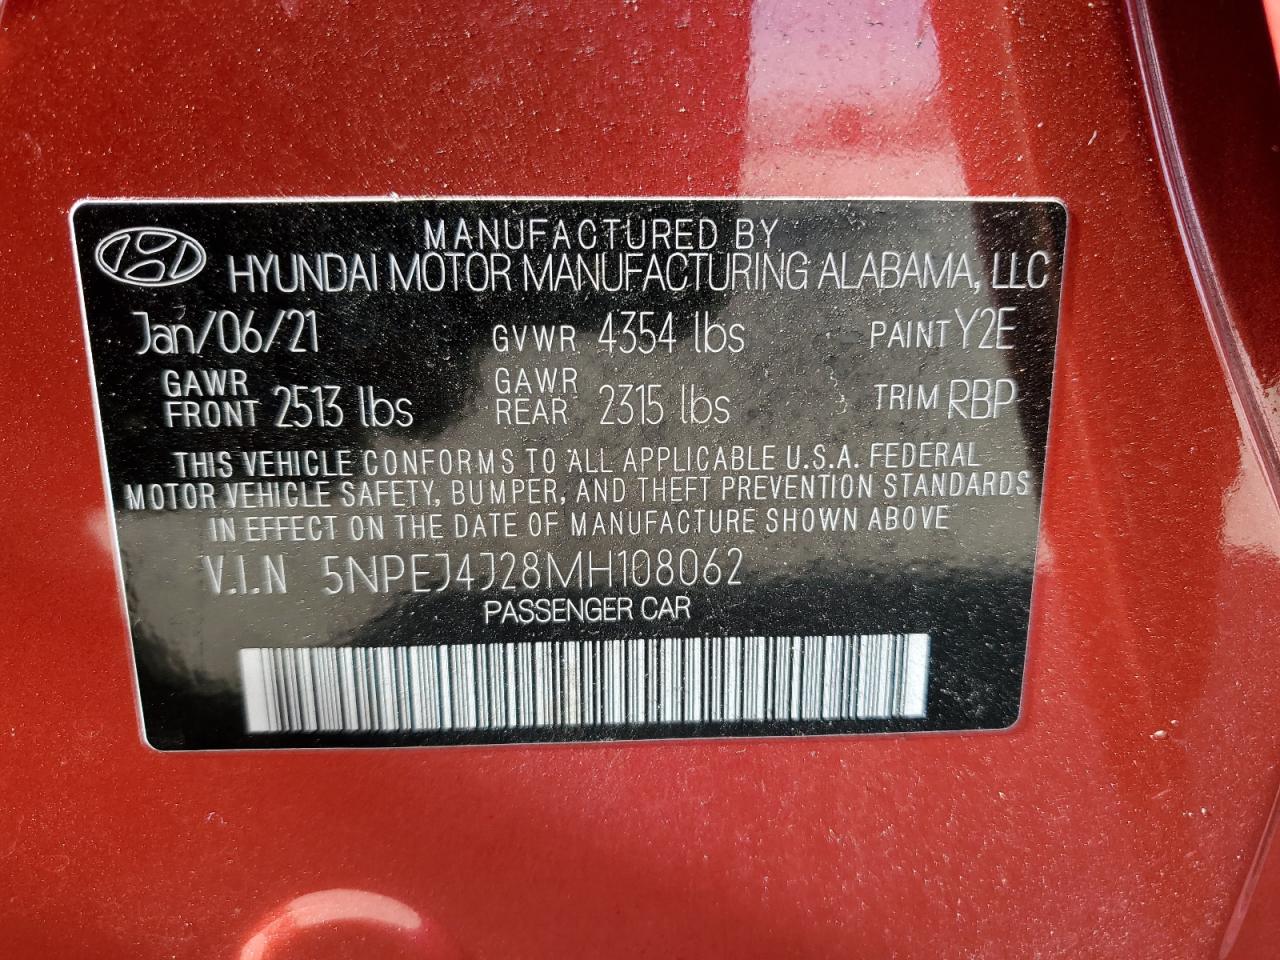 MANUFACTURED BY
HYUNDAI MOTOR MANUFACTURING ALABAMA, LLC
Jan/06/21 GVWR 4354 lbs PAINT Y2E
GAWR FRONT 2513 lbs GAWR REAR 2315 lbs TRIM RBP
THIS VEHICLE CONFORMS TO ALL APPLICABLE U.S.A. FEDERAL
MOTOR VEHICLE SAFETY, BUMPER, AND THEFT PREVENTION STANDARDS
IN EFFECT ON THE DATE OF MANUFACTURE SHOWN ABOVE
V.I.N 5NPEJ4J28MH108062
PASSENGER CAR